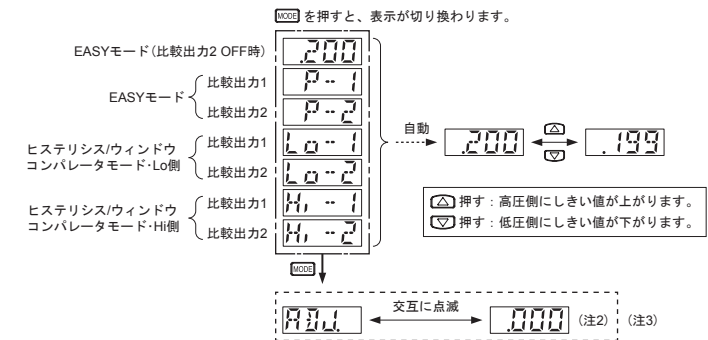 MODE を押すと、表示が切り換わります。
EASYモード（比較出力2 OFF時）
.200
EASYモード
比較出力1
P--1
比較出力2
P--2
ヒステリシス/ウィンドウ
コンパレータモード･Lo側
比較出力1
Lo-1
比較出力2
Lo-2
ヒステリシス/ウィンドウ
コンパレータモード･Hi側
比較出力1
Hi -1
比較出力2
Hi -2
自動
.200
.199
△ 押す：高圧側にしきい値が上がります。
▽ 押す：低圧側にしきい値が下がります。
MODE
ADJ.
交互に点滅
.000
（注2）
（注3）